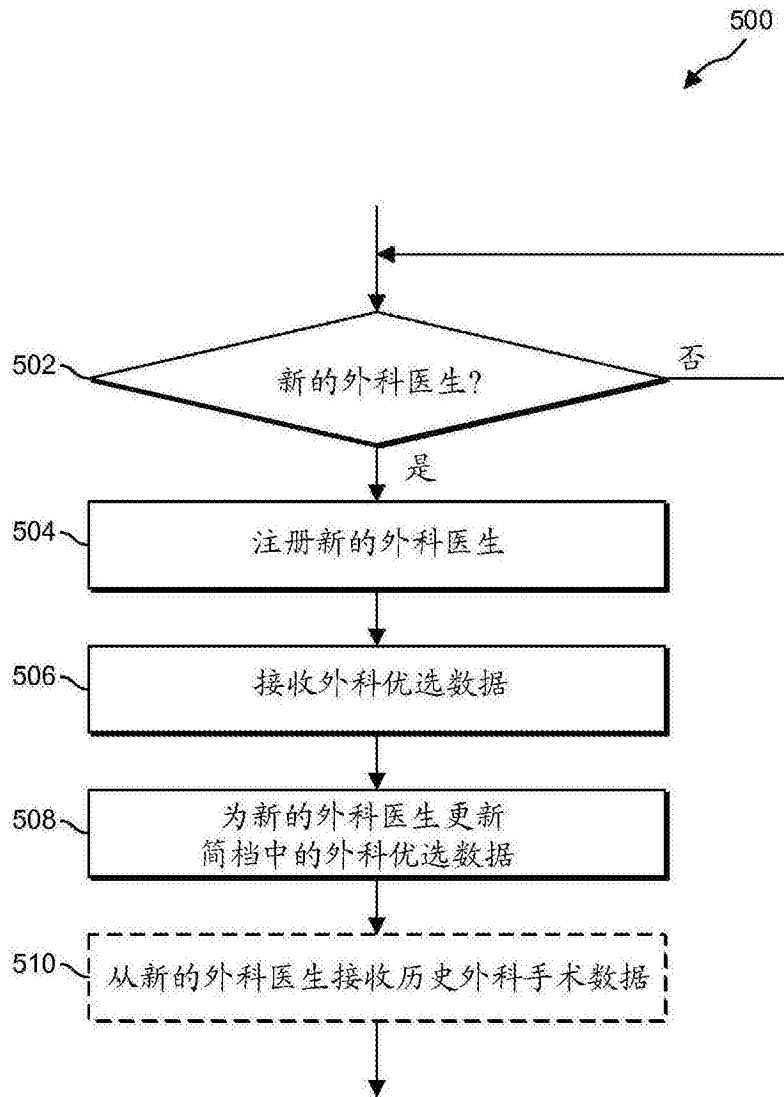 500
502
新的外科医生?
否
是
504
注册新的外科医生
506
接收外科优选数据
508
为新的外科医生更新
简档中的外科优选数据
510
从新的外科医生接收历史外科手术数据